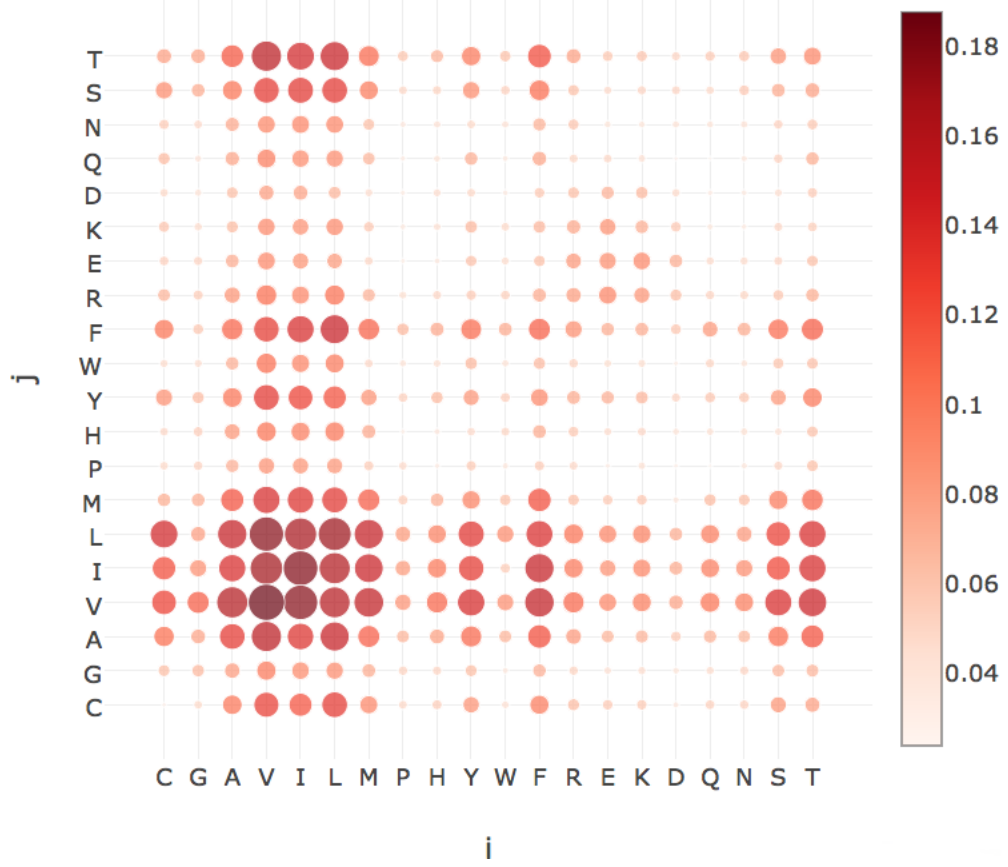 T
S
N
Q
D
K
E
R
F
W
Y
H
P
M
L
I
V
A
G
C
j
C G A V I L M P H Y W F R E K D Q N S T
i
0.18
0.16
0.14
0.12
0.1
0.08
0.06
0.04